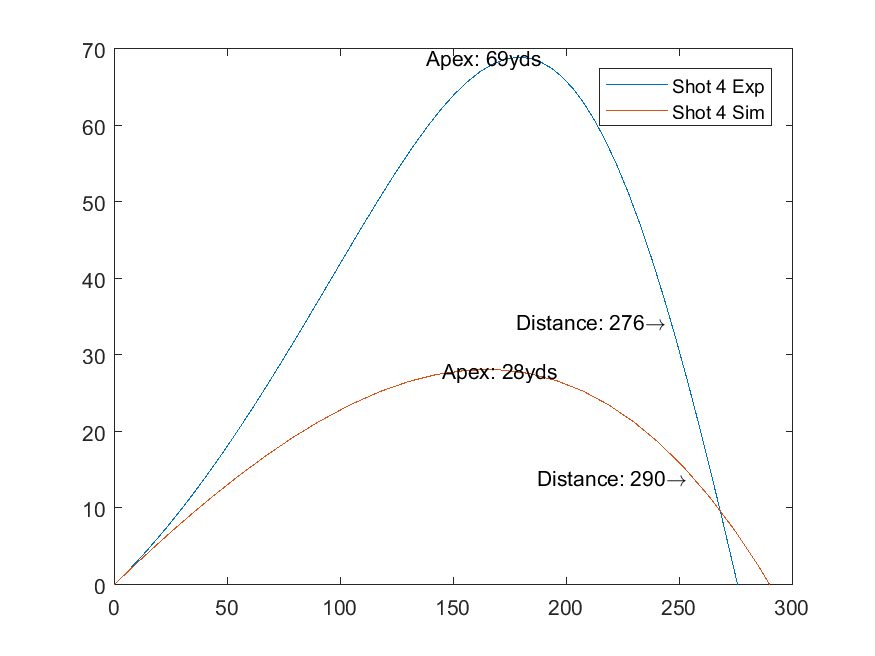 70
60
50
40
30
20
10
0
0 50 100 150 200 250 300
Apex: 69yds
Shot 4 Exp
Shot 4 Sim
Distance: 276→
Apex: 28yds
Distance: 290→